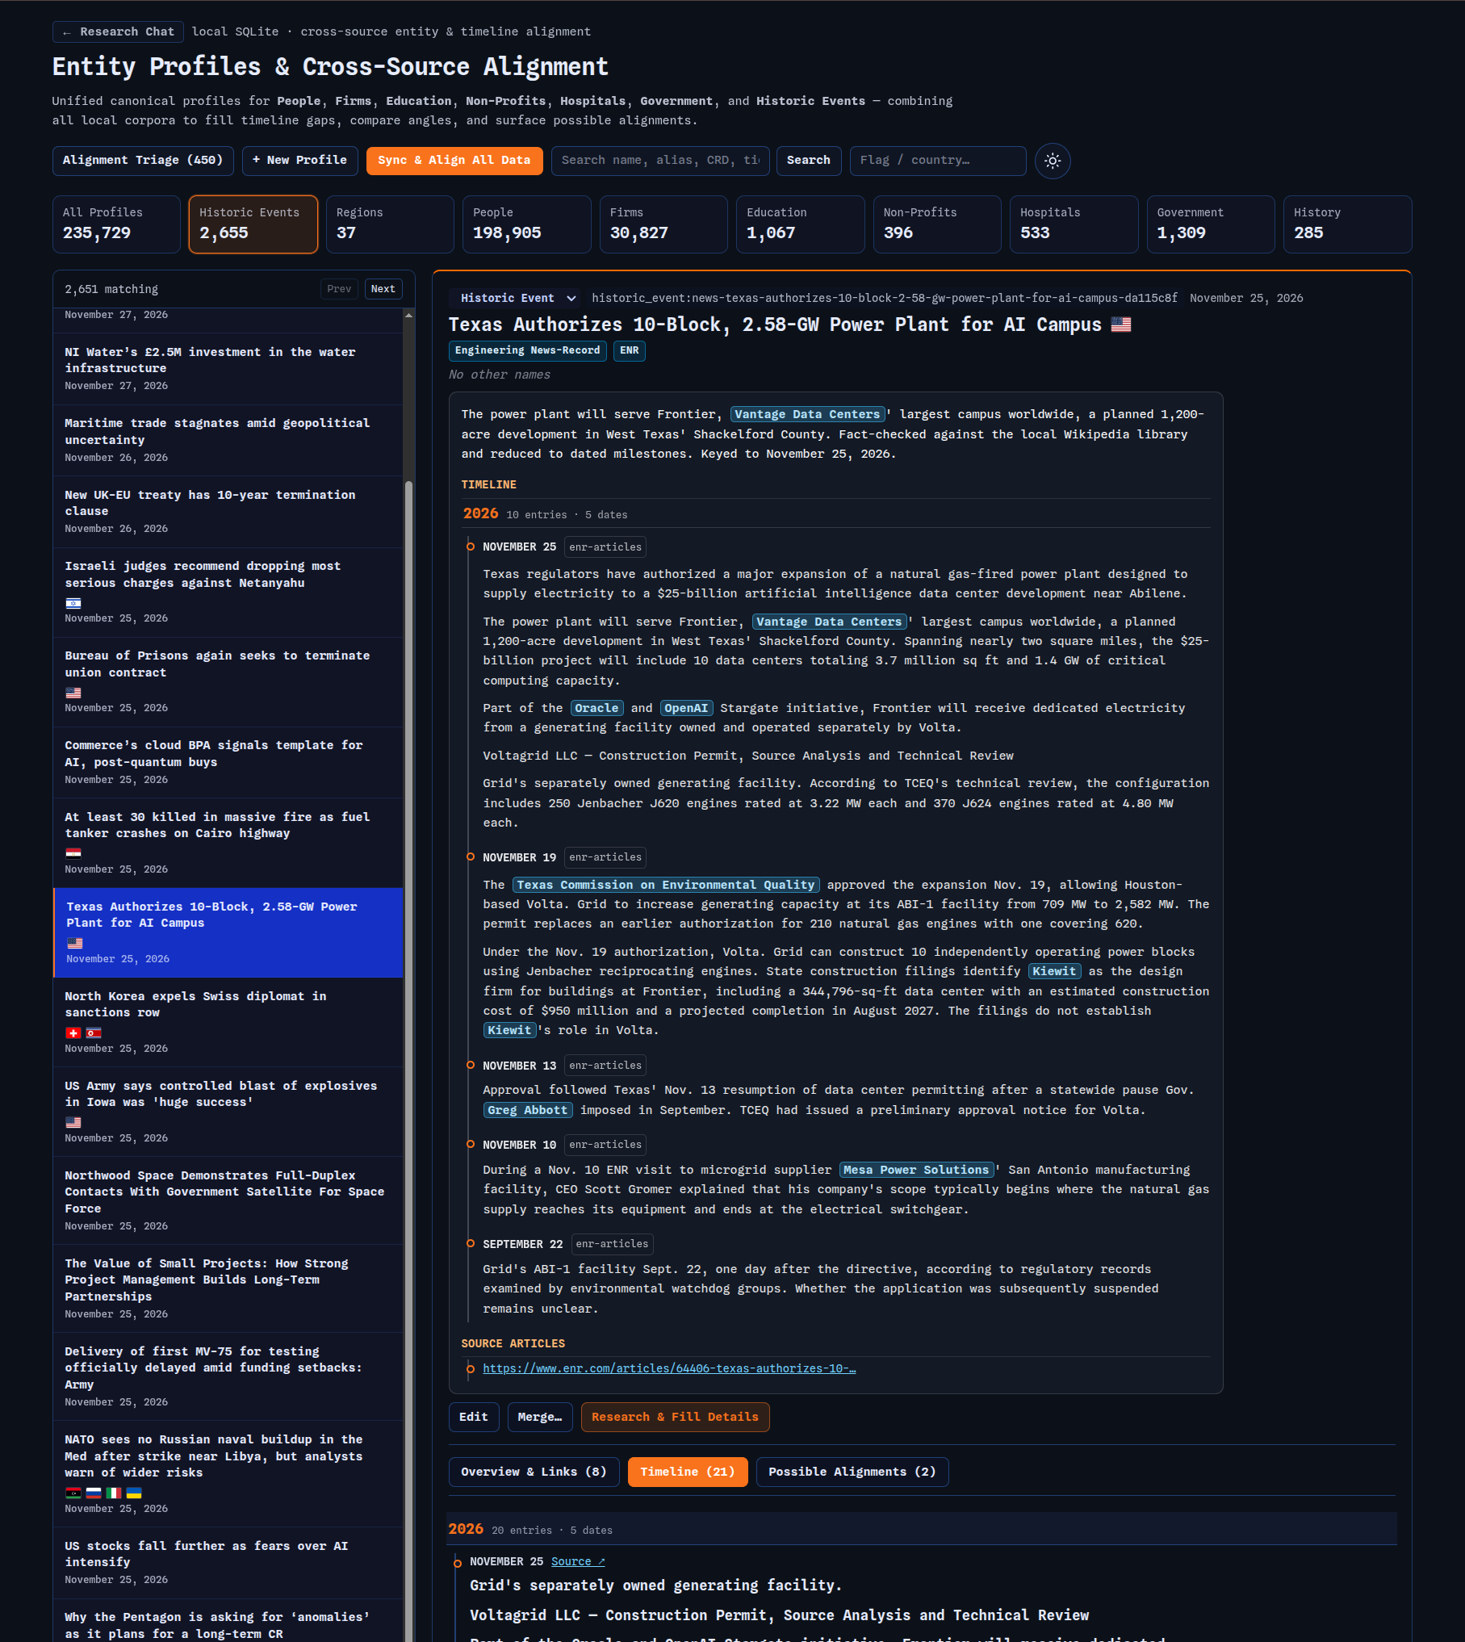 ← Research Chat local SQLite · cross-source entity & timeline alignment
Entity Profiles & Cross-Source Alignment
Unified canonical profiles for People, Firms, Education, Non-Profits, Hospitals, Government, and Historic Events — combining
all local corpora to fill timeline gaps, compare angles, and surface possible alignments.
Alignment Triage (450) + New Profile Sync & Align All Data Search name, alias, CRD, ti Search Flag / country…
All Profiles Historic Events Regions People Firms Education Non-Profits Hospitals Government History
235,729 2,655 37 198,905 30,827 1,067 396 533 1,309 285
2,651 matching Prev Next
November 27, 2026
NI Water’s £2.5M investment in the water
infrastructure
November 27, 2026
Maritime trade stagnates amid geopolitical
uncertainty
November 26, 2026
New UK-EU treaty has 10-year termination
clause
November 26, 2026
Israeli judges recommend dropping most
serious charges against Netanyahu
November 25, 2026
Bureau of Prisons again seeks to terminate
union contract
November 25, 2026
Commerce’s cloud BPA signals template for
AI, post-quantum buys
November 25, 2026
At least 30 killed in massive fire as fuel
tanker crashes on Cairo highway
November 25, 2026
Texas Authorizes 10-Block, 2.58-GW Power
Plant for AI Campus
November 25, 2026
North Korea expels Swiss diplomat in
sanctions row
November 25, 2026
US Army says controlled blast of explosives
in Iowa was 'huge success'
November 25, 2026
Northwood Space Demonstrates Full-Duplex
Contacts With Government Satellite For Space
Force
November 25, 2026
The Value of Small Projects: How Strong
Project Management Builds Long-Term
Partnerships
November 25, 2026
Delivery of first MV-75 for testing
officially delayed amid funding setbacks:
Army
November 25, 2026
NATO sees no Russian naval buildup in the
Med after strike near Libya, but analysts
warn of wider risks
November 25, 2026
US stocks fall further as fears over AI
intensify
November 25, 2026
Why the Pentagon is asking for ‘anomalies’
as it plans for a long-term CR
Historic Event historic_event:news-texas-authorizes-10-block-2-58-gw-power-plant-for-ai-campus-da115c8f November 25, 2026
Texas Authorizes 10-Block, 2.58-GW Power Plant for AI Campus
Engineering News-Record ENR
No other names
The power plant will serve Frontier, Vantage Data Centers' largest campus worldwide, a planned 1,200-
acre development in West Texas' Shackelford County. Fact-checked against the local Wikipedia library
and reduced to dated milestones. Keyed to November 25, 2026.
TIMELINE
2026 10 entries · 5 dates
NOVEMBER 25 enr-articles
Texas regulators have authorized a major expansion of a natural gas-fired power plant designed to
supply electricity to a $25-billion artificial intelligence data center development near Abilene.
The power plant will serve Frontier, Vantage Data Centers' largest campus worldwide, a planned
1,200-acre development in West Texas' Shackelford County. Spanning nearly two square miles, the $25-
billion project will include 10 data centers totaling 3.7 million sq ft and 1.4 GW of critical
computing capacity.
Part of the Oracle and OpenAI Stargate initiative, Frontier will receive dedicated electricity
from a generating facility owned and operated separately by Volta.
Voltagrid LLC — Construction Permit, Source Analysis and Technical Review
Grid's separately owned generating facility. According to TCEQ's technical review, the configuration
includes 250 Jenbacher J620 engines rated at 3.22 MW each and 370 J624 engines rated at 4.80 MW
each.
NOVEMBER 19 enr-articles
The Texas Commission on Environmental Quality approved the expansion Nov. 19, allowing Houston-
based Volta. Grid to increase generating capacity at its ABI-1 facility from 709 MW to 2,582 MW. The
permit replaces an earlier authorization for 210 natural gas engines with one covering 620.
Under the Nov. 19 authorization, Volta. Grid can construct 10 independently operating power blocks
using Jenbacher reciprocating engines. State construction filings identify Kiewit as the design
firm for buildings at Frontier, including a 344,796-sq-ft data center with an estimated construction
cost of $950 million and a projected completion in August 2027. The filings do not establish
Kiewit's role in Volta.
NOVEMBER 13 enr-articles
Approval followed Texas' Nov. 13 resumption of data center permitting after a statewide pause Gov.
Greg Abbott imposed in September. TCEQ had issued a preliminary approval notice for Volta.
NOVEMBER 10 enr-articles
During a Nov. 10 ENR visit to microgrid supplier Mesa Power Solutions' San Antonio manufacturing
facility, CEO Scott Gromer explained that his company's scope typically begins where the natural gas
supply reaches its equipment and ends at the electrical switchgear.
SEPTEMBER 22 enr-articles
Grid's ABI-1 facility Sept. 22, one day after the directive, according to regulatory records
examined by environmental watchdog groups. Whether the application was subsequently suspended
remains unclear.
SOURCE ARTICLES
https://www.enr.com/articles/64406-texas-authorizes-10-…
Edit Merge… Research & Fill Details
Overview & Links (8) Timeline (21) Possible Alignments (2)
2026 20 entries · 5 dates
NOVEMBER 25 Source ↗
Grid's separately owned generating facility.
Voltagrid LLC — Construction Permit, Source Analysis and Technical Review
Part of the Oracle and OpenAI Stargate initiative, Frontier will receive dedicated